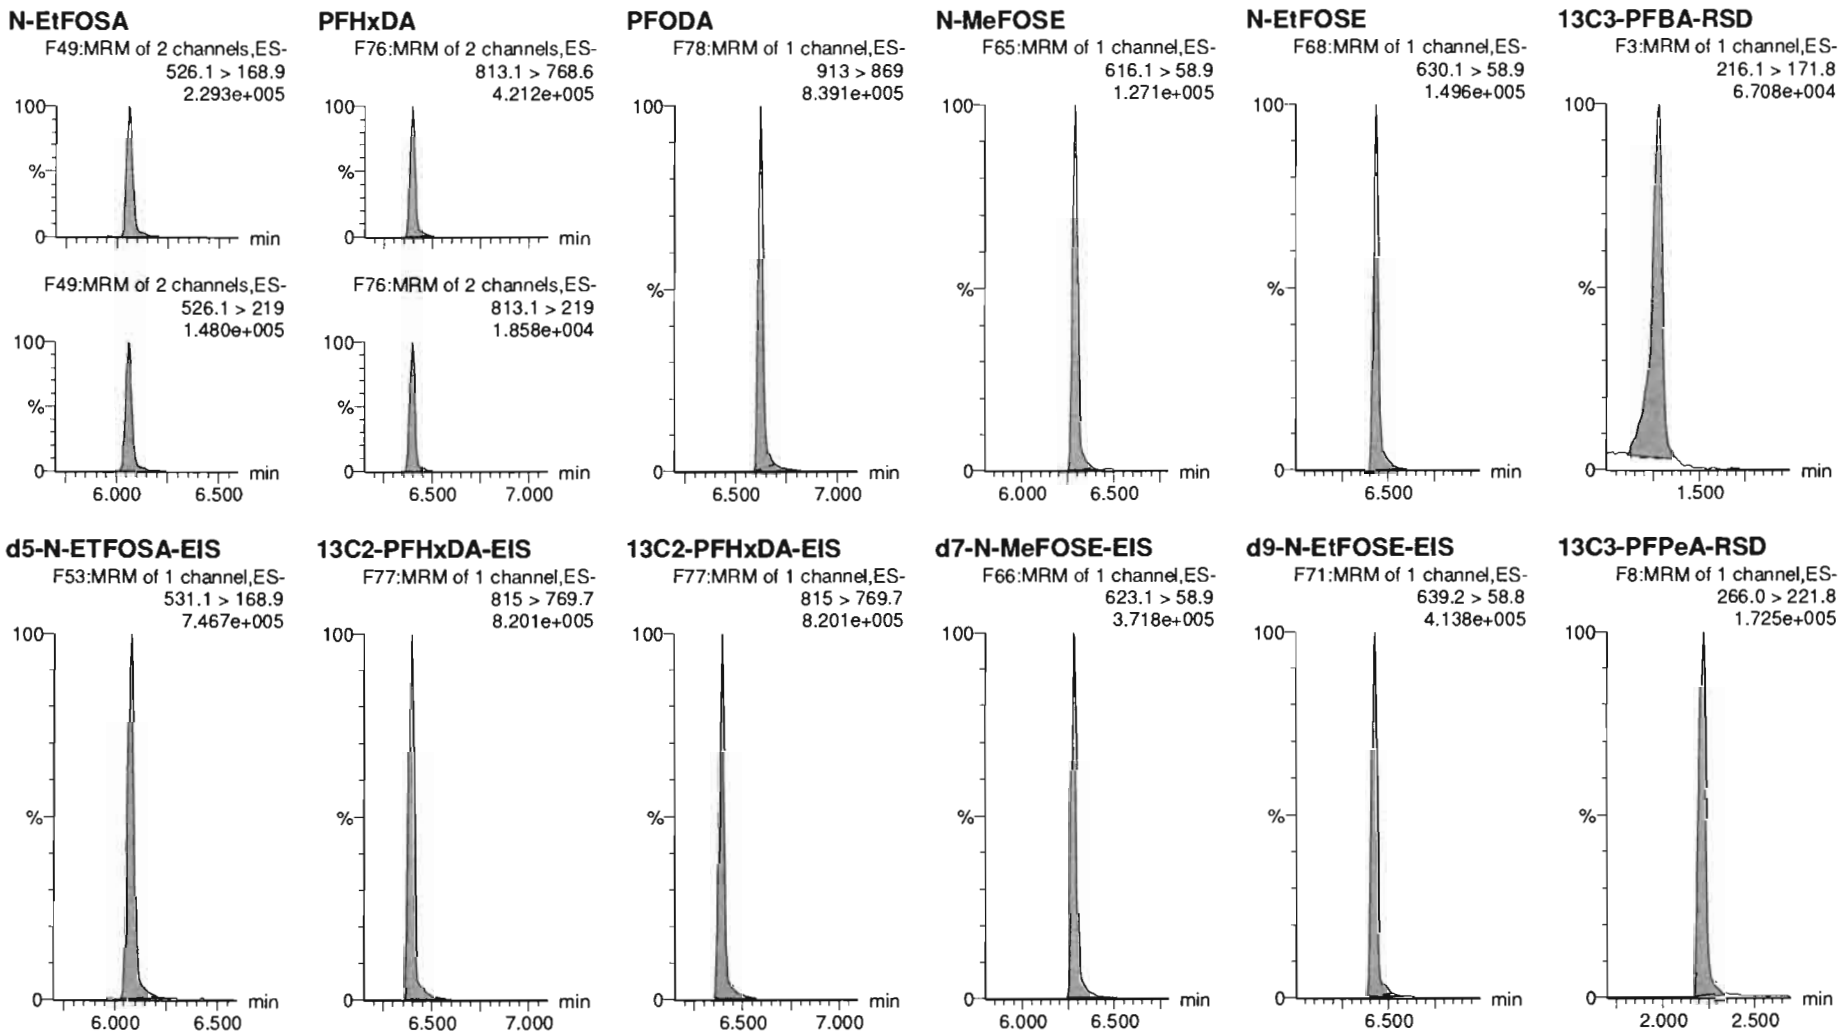 N-EtFOSA
F49:MRM of 2 channels,ES-
526.1 > 168.9
2.293e+005
100
%
0
min
F49:MRM of 2 channels,ES-
526.1 > 219
1.480e+005
100
%
0
min
6.000 6.500
PFHxDA
F76:MRM of 2 channels,ES-
813.1 > 768.6
4.212e+005
100
%
0
min
F76:MRM of 2 channels,ES-
813.1 > 219
1.858e+004
100
%
0
min
6.500 7.000
PFODA
F78:MRM of 1 channel,ES-
913 > 869
8.391e+005
100
%
0
min
6.500 7.000
N-MeFOSE
F65:MRM of 1 channel,ES-
616.1 > 58.9
1.271e+005
100
%
0
min
6.000 6.500
N-EtFOSE
F68:MRM of 1 channel,ES-
630.1 > 58.9
1.496e+005
100
%
0
min
6.500
13C3-PFBA-RSD
F3:MRM of 1 channel,ES-
216.1 > 171.8
6.708e+004
100
%
0
min
1.500
d5-N-ETFOSA-EIS
F53:MRM of 1 channel,ES-
531.1 > 168.9
7.467e+005
100
%
0
min
6.000 6.500
13C2-PFHxDA-EIS
F77:MRM of 1 channel,ES-
815 > 769.7
8.201e+005
100
%
0
min
6.500 7.000
13C2-PFHxDA-EIS
F77:MRM of 1 channel,ES-
815 > 769.7
8.201e+005
100
%
0
min
6.500 7.000
d7-N-MeFOSE-EIS
F66:MRM of 1 channel,ES-
623.1 > 58.9
3.718e+005
100
%
0
min
6.000 6.500
d9-N-EtFOSE-EIS
F71:MRM of 1 channel,ES-
639.2 > 58.8
4.138e+005
100
%
0
min
6.500
13C3-PFPeA-RSD
F8:MRM of 1 channel,ES-
266.0 > 221.8
1.725e+005
100
%
0
min
2.000 2.500